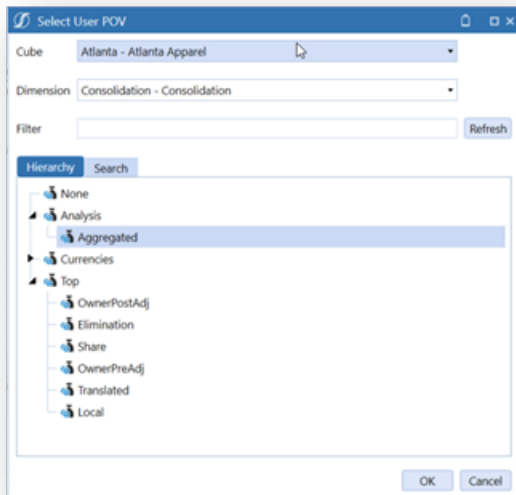 Select User POV
Cube Atlanta - Atlanta Apparel
Dimension Consolidation - Consolidation
Filter Refresh
Hierarchy Search
None
Analysis
Aggregated
Currencies
Top
OwnerPostAdj
Elimination
Share
OwnerPreAdj
Translated
Local
OK Cancel